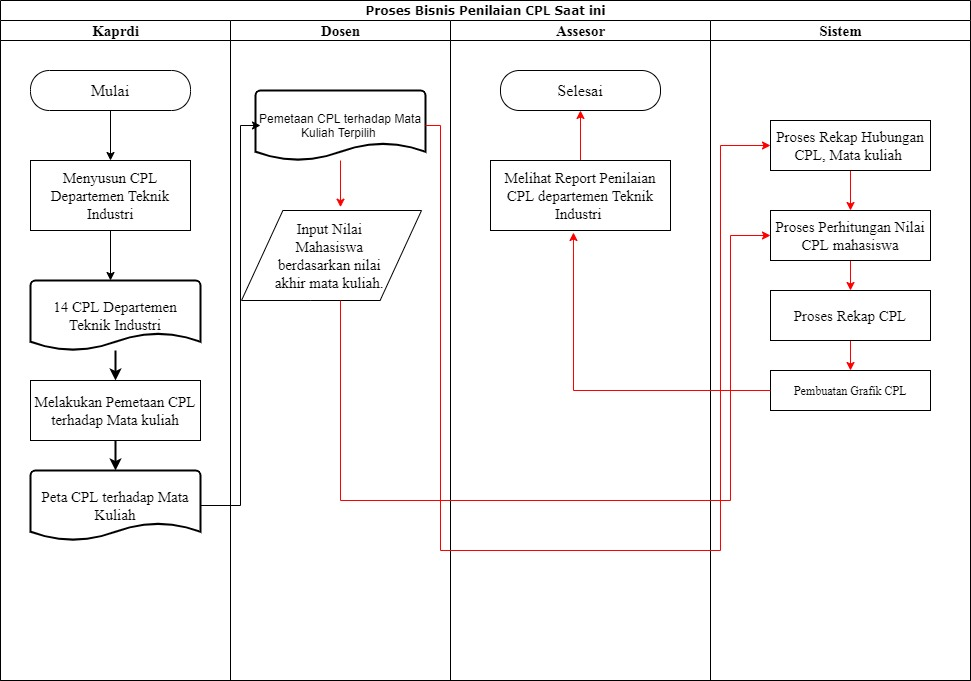 Proses Bisnis Penilaian CPL Saat ini
Kaprdi
Dosen
Assesor
Sistem
Mulai
Menyusun CPL
Departemen Teknik
Industri
14 CPL Departemen
Teknik Industri
Melakukan Pemetaan CPL
terhadap Mata kuliah
Peta CPL terhadap Mata
Kuliah
Pemetaan CPL terhadap Mata
Kuliah Terpilih
Input Nilai
Mahasiswa
berdasarkan nilai
akhir mata kuliah.
Selesai
Melihat Report Penilaian
CPL departemen Teknik
Industri
Proses Rekap Hubungan
CPL, Mata kuliah
Proses Perhitungan Nilai
CPL mahasiswa
Proses Rekap CPL
Pembuatan Grafik CPL